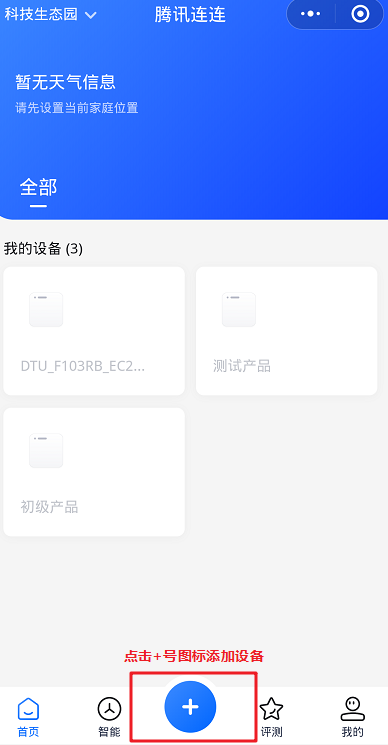 科技生态园
腾讯连连
暂无天气信息
请先设置当前家庭位置
全部
我的设备 (3)
DTU_F103RB_EC2...
测试产品
初级产品
点击+号图标添加设备
首页
智能
评测
我的